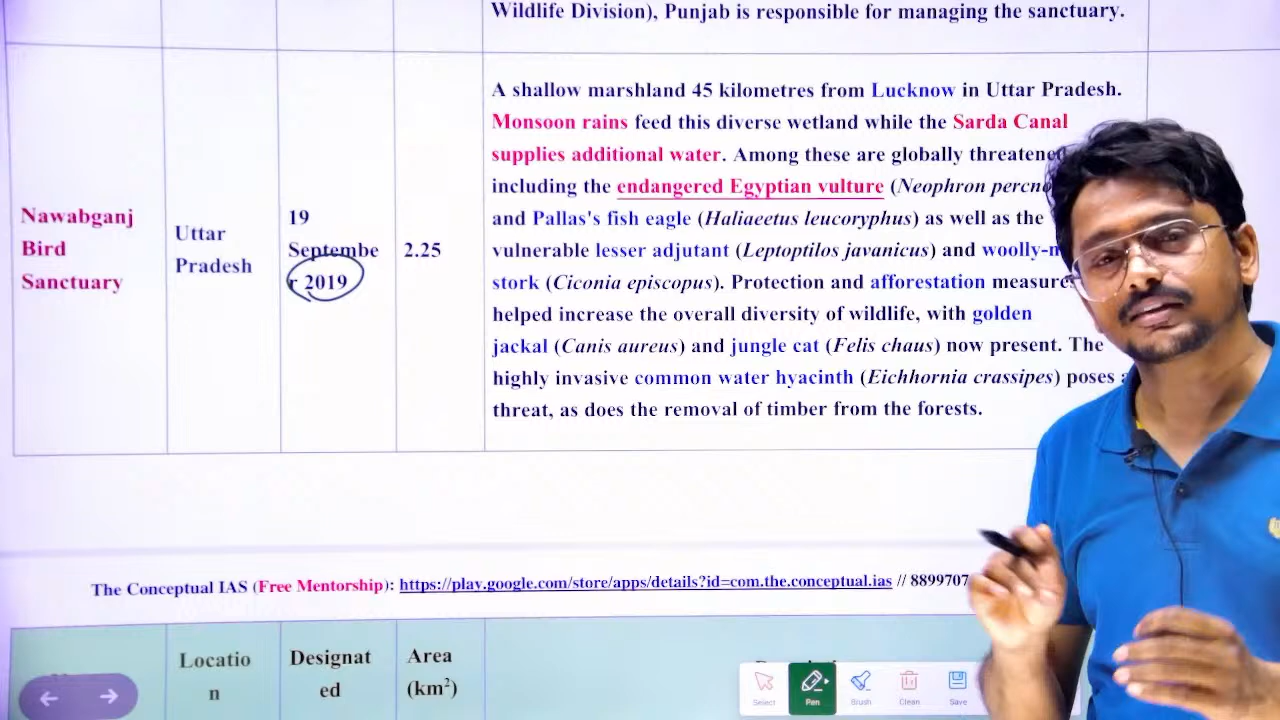 Wildlife Division), Punjab is responsible for managing the sanctuary.
Nawabganj
Bird
Sanctuary
Uttar
Pradesh
19
Septembe
r 2019
2.25
A shallow marshland 45 kilometres from Lucknow in Uttar Pradesh.
Monsoon rains feed this diverse wetland while the Sarda Canal
supplies additional water. Among these are globally threatened
including the endangered Egyptian vulture (Neophron percno
and Pallas's fish eagle (Haliaeetus leucoryphus) as well as the
vulnerable lesser adjutant (Leptoptilos javanicus) and woolly-n
stork (Ciconia episcopus). Protection and afforestation measures
helped increase the overall diversity of wildlife, with golden
jackal (Canis aureus) and jungle cat (Felis chaus) now present. The
highly invasive common water hyacinth (Eichhornia crassipes) poses a
threat, as does the removal of timber from the forests.
The Conceptual IAS (Free Mentorship): https://play.google.com/store/apps/details?id=com.the.conceptual.ias // 8899707
Locatio
n
Designat
ed
Area
(km²)
Select
Pen
Brush
Clean
Save